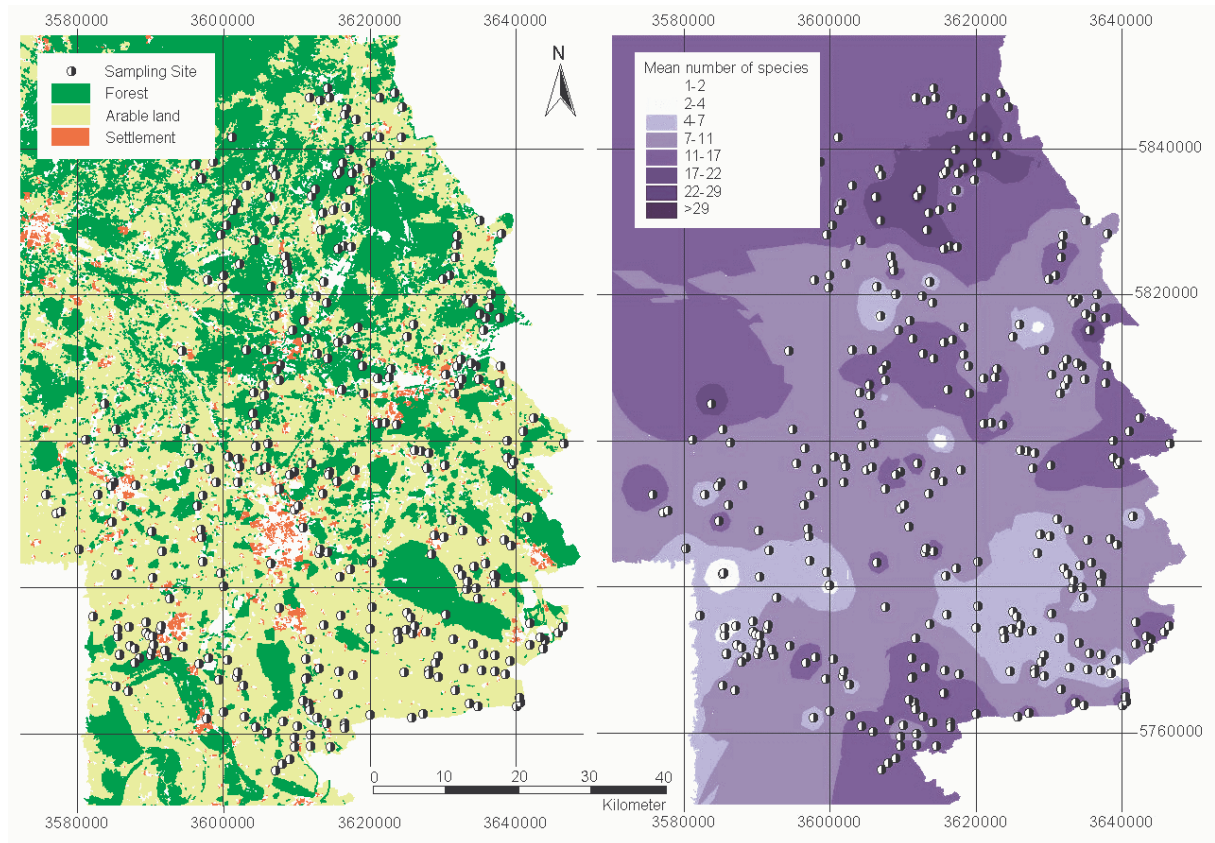 3580000 3600000 3620000 3640000 3580000 3600000 3620000 3640000
Sampling Site
Forest
Arable land
Settlement
N
Mean number of species
1-2
2-4
4-7
7-11
11-17
17-22
22-29
>29
5840000
5820000
5760000
0 10 20 30 40
Kilometer
3580000 3600000 3620000 3640000 3580000 3600000 3620000 3640000